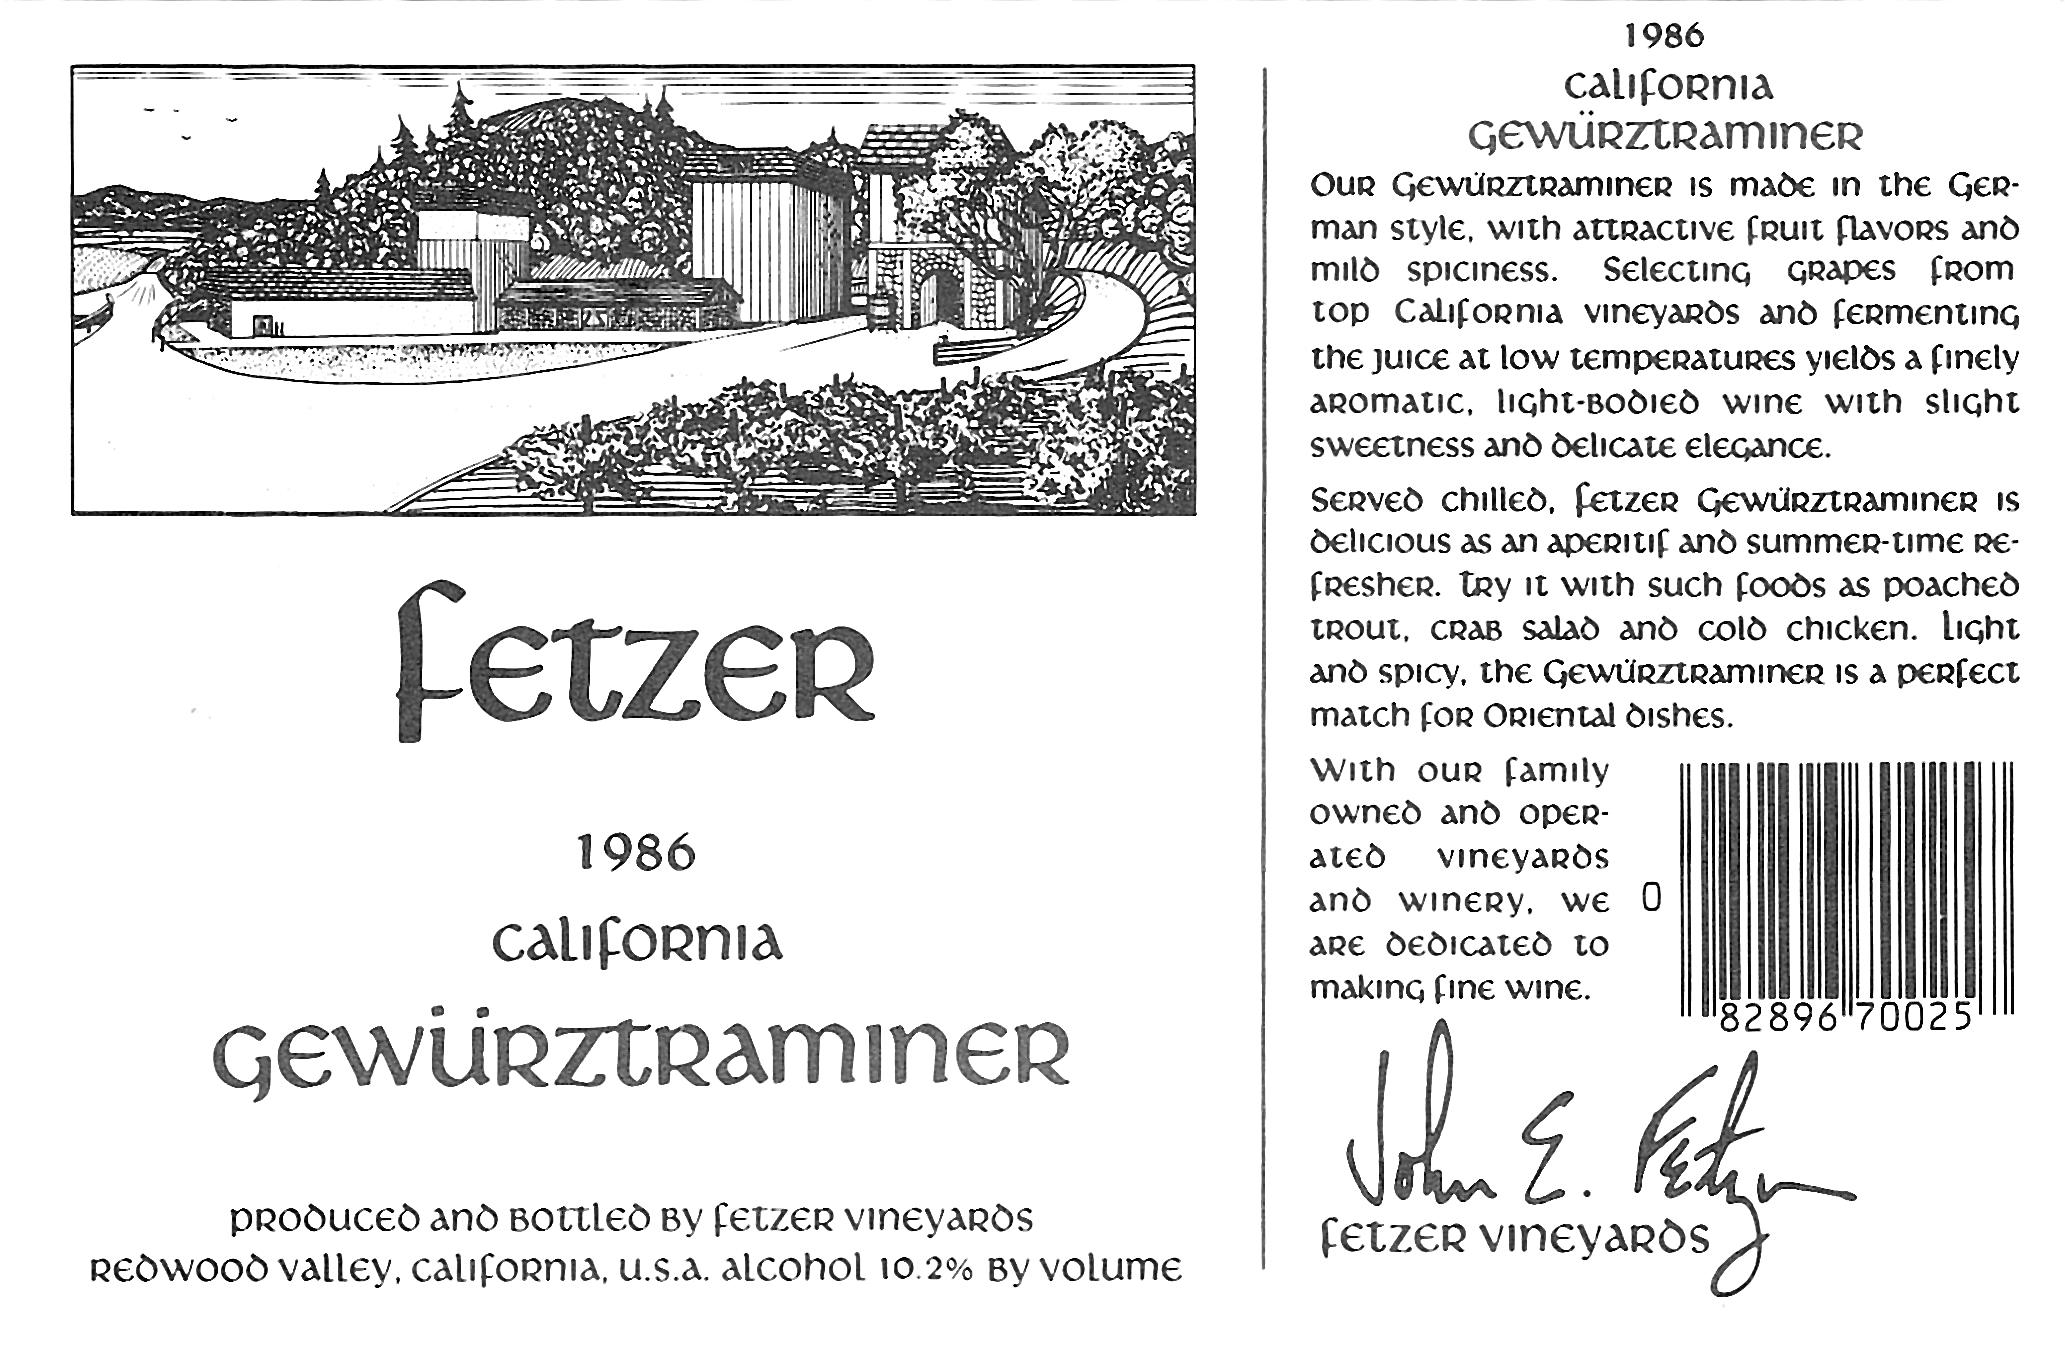 Fetzer
1986
California
Gewürztraminer
Produced and Bottled by Fetzer Vineyards
Redwood Valley, California, U.S.A. Alcohol 10.2% by Volume
1986
California
Gewürztraminer
Our Gewürztraminer is made in the Ger-
man style, with attractive fruit flavors and
mild spiciness. Selecting grapes from
top California vineyards and fermenting
the juice at low temperatures yields a finely
aromatic, light-bodied wine with slight
sweetness and delicate elegance.
Served chilled, Fetzer Gewürztraminer is
delicious as an aperitif and summer-time re-
fresher. Try it with such foods as poached
trout, crab salad and cold chicken. Light
and spicy, the Gewürztraminer is a perfect
match for Oriental dishes.
With our family
owned and oper-
ated vineyards
and winery, we
are dedicated to
making fine wine.
0 82896 70025
John E. Fetzer
Fetzer Vineyards